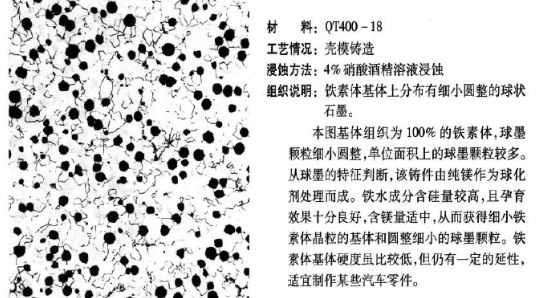 材 料：QT400－18
工艺情况：壳模铸造
浸蚀方法：4%硝酸酒精溶液浸蚀
组织说明：铁素体基体上分布有细小圆整的球状
石墨。
本图基体组织为100%的铁素体，球墨
颗粒细小圆整，单位面积上的球墨颗粒较多。
从球墨的特征判断，该铸件由纯镁作为球化
剂处理而成。铁水成分含硅量较高，且孕育
效果十分良好，含镁量适中，从而获得细小铁
素体晶粒的基体和圆整细小的球墨颗粒。铁
素体基体硬度虽比较低，但仍有一定的延性，
适宜制作某些汽车零件。